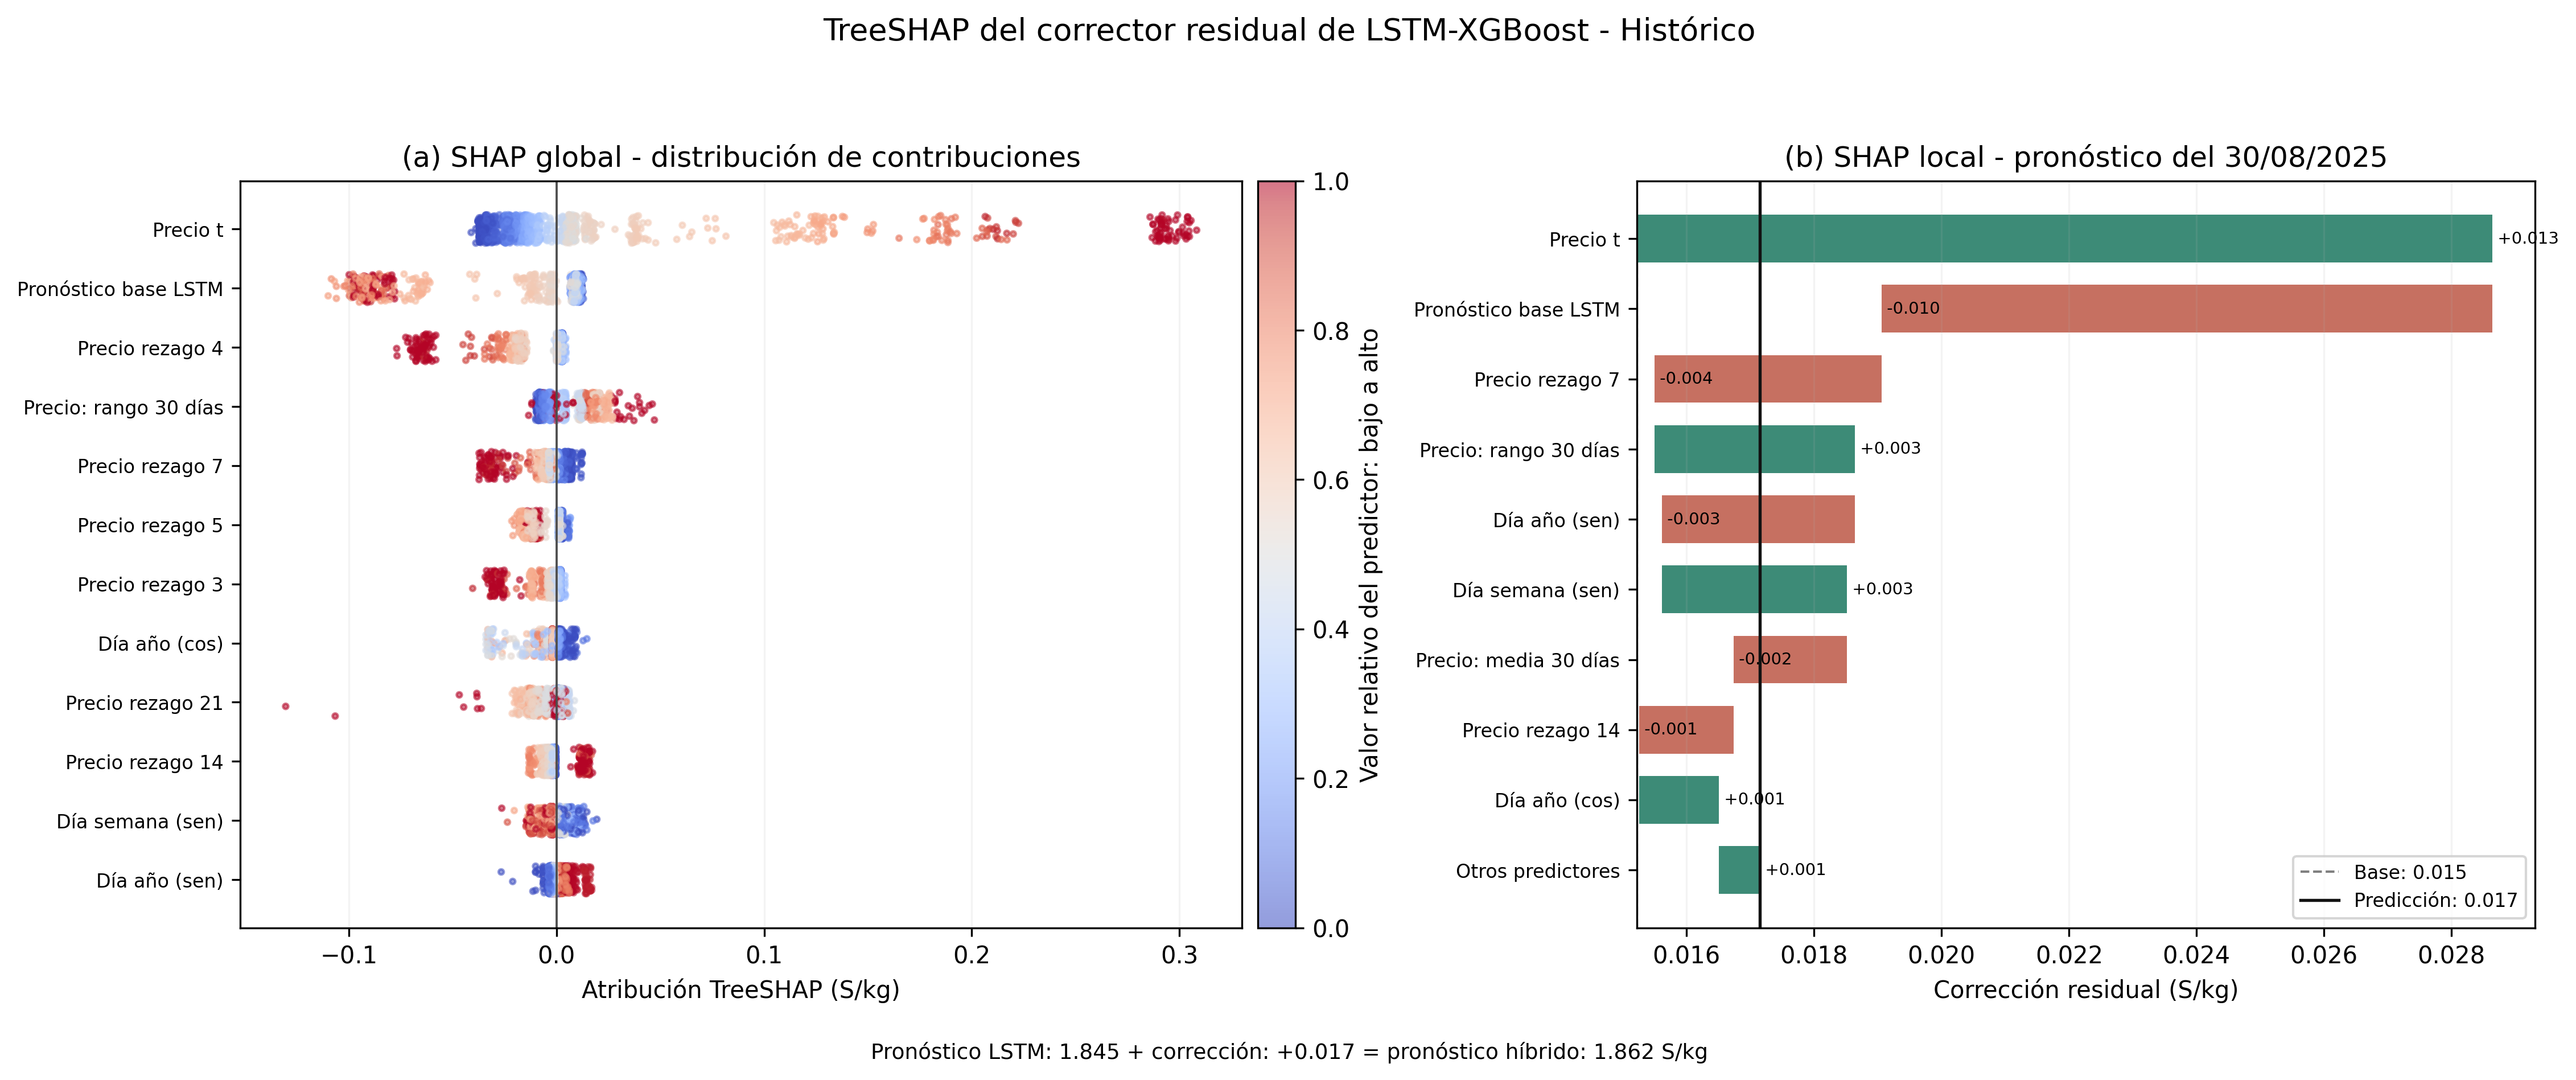 TreeSHAP del corrector residual de LSTM-XGBoost - Histórico
(a) SHAP global - distribución de contribuciones
Precio t
Pronóstico base LSTM
Precio rezago 4
Precio: rango 30 días
Precio rezago 7
Precio rezago 5
Precio rezago 3
Día año (cos)
Precio rezago 21
Precio rezago 14
Día semana (sen)
Día año (sen)
−0.1 0.0 0.1 0.2 0.3
Atribución TreeSHAP (S/kg)
1.0
0.8
0.6
0.4
0.2
0.0
Valor relativo del predictor: bajo a alto
(b) SHAP local - pronóstico del 30/08/2025
Precio t +0.013
Pronóstico base LSTM -0.010
Precio rezago 7 -0.004
Precio: rango 30 días +0.003
Día año (sen) -0.003
Día semana (sen) +0.003
Precio: media 30 días -0.002
Precio rezago 14 -0.001
Día año (cos) +0.001
Otros predictores +0.001
Base: 0.015
Predicción: 0.017
0.016 0.018 0.020 0.022 0.024 0.026 0.028
Corrección residual (S/kg)
Pronóstico LSTM: 1.845 + corrección: +0.017 = pronóstico híbrido: 1.862 S/kg